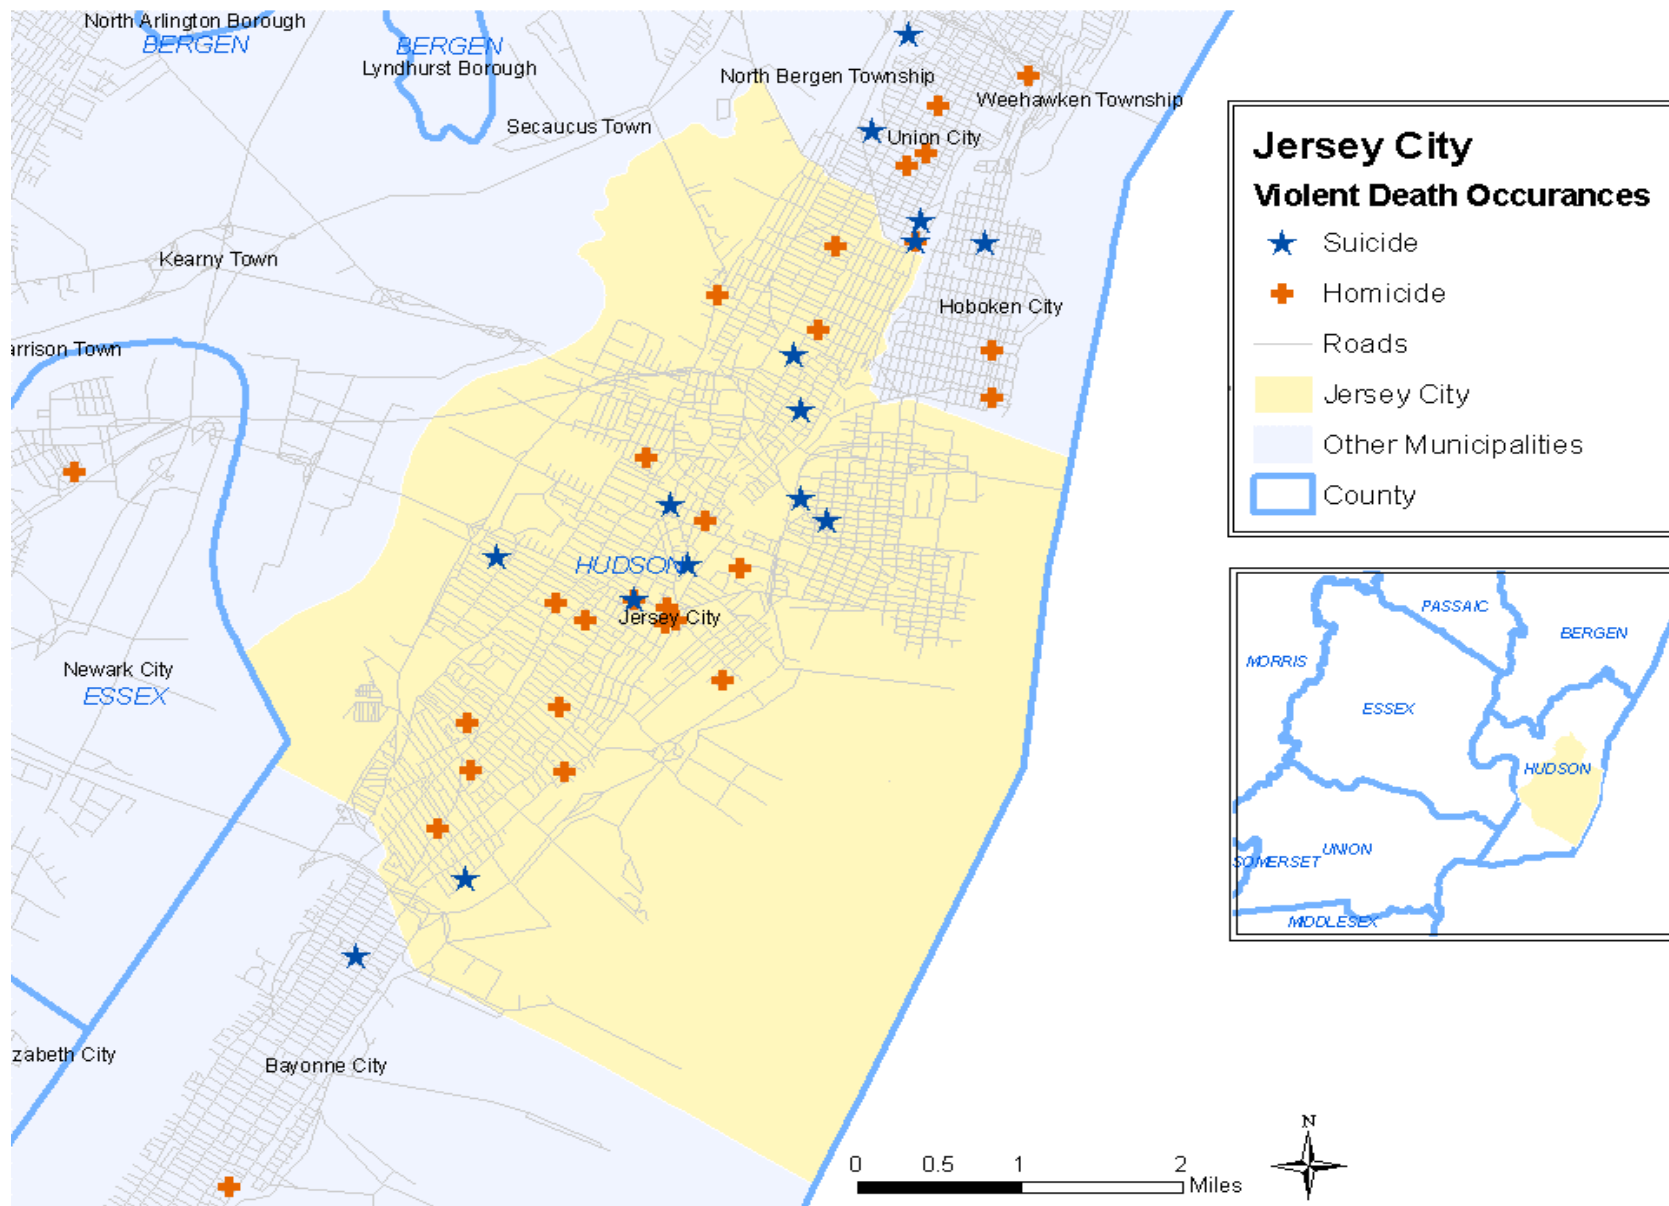 North Arlington Borough
BERGEN
BERGEN
Lyndhurst Borough
North Bergen Township
Weehawken Township
Secaucus Town
Union City
Kearny Town
Hoboken City
arrison Town
HUDSON
Jersey City
Newark City
ESSEX
zabeth City
Bayonne City
Jersey City
Violent Death Occurances
Suicide
Homicide
Roads
Jersey City
Other Municipalities
County
PASSAIC
BERGEN
MORRIS
ESSEX
HUDSON
UNION
SOMERSET
MIDDLESEX
N
0 0.5 1 2
Miles